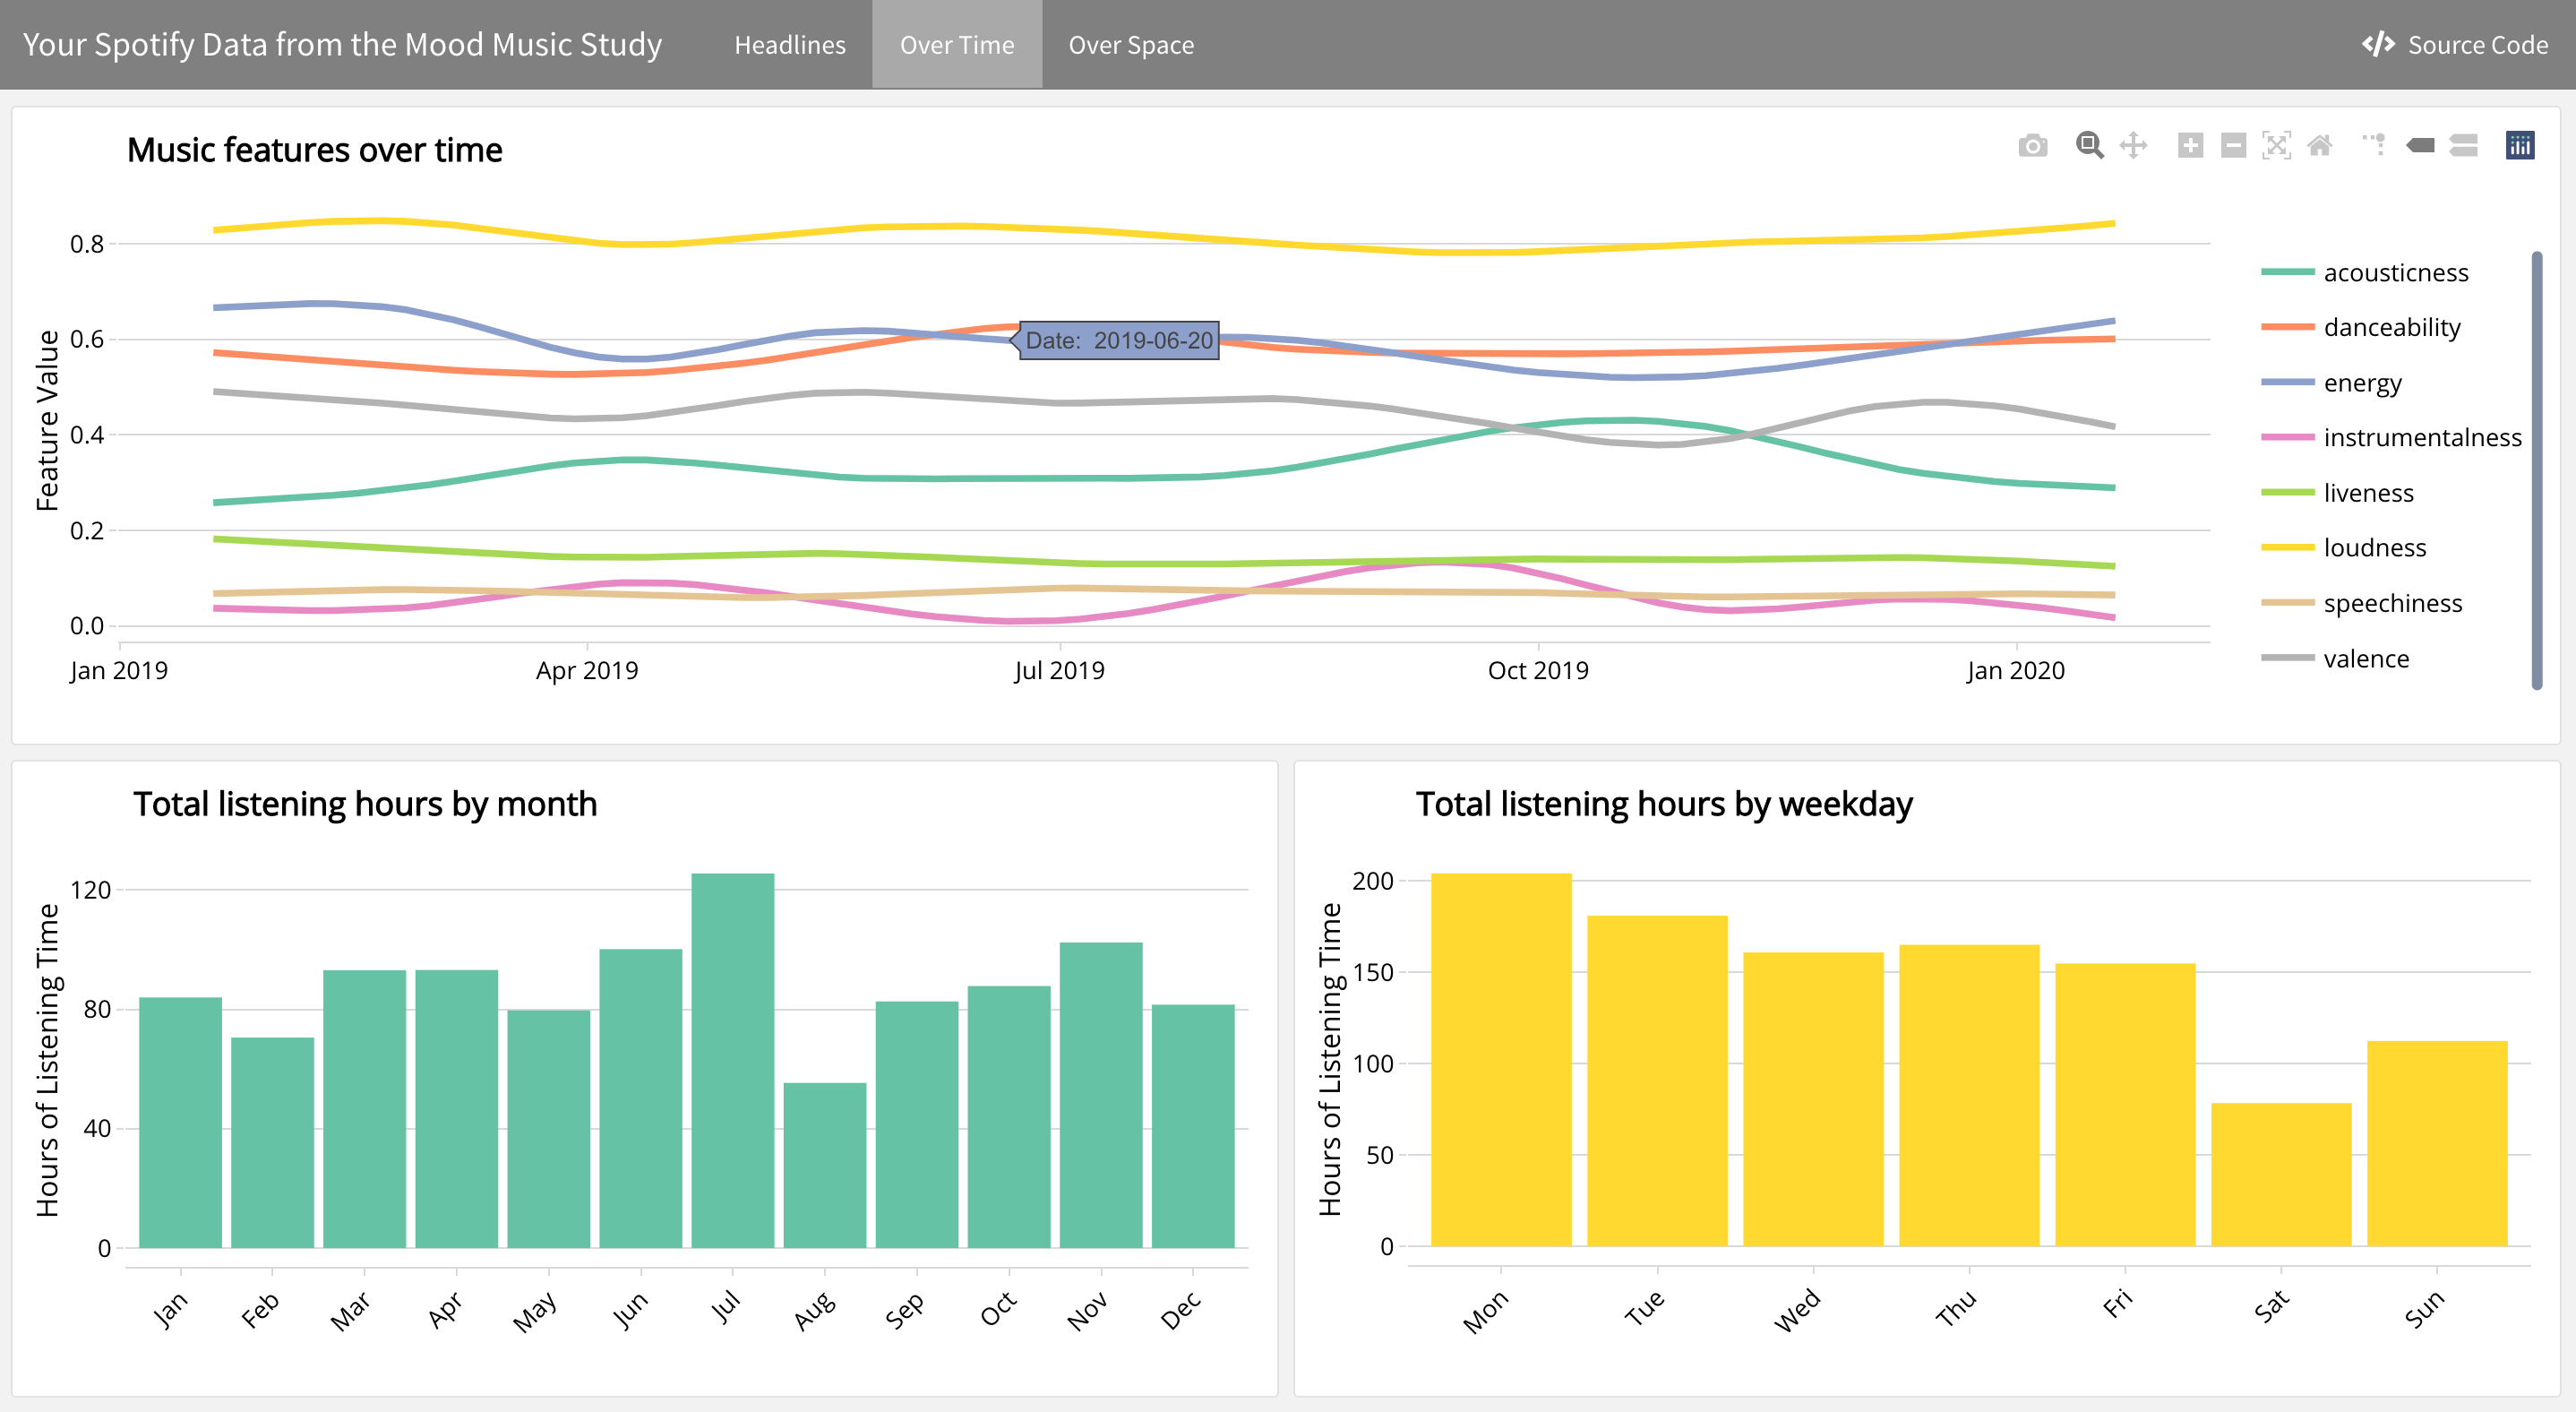 Your Spotify Data from the Mood Music Study
Headlines
Over Time
Over Space
Source Code
Music features over time
Feature Value
0.8
0.6
0.4
0.2
0.0
Date: 2019-06-20
Jan 2019
Apr 2019
Jul 2019
Oct 2019
Jan 2020
acousticness
danceability
energy
instrumentalness
liveness
loudness
speechiness
valence
Total listening hours by month
Hours of Listening Time
120
80
40
0
Jan
Feb
Mar
Apr
May
Jun
Jul
Aug
Sep
Oct
Nov
Dec
Total listening hours by weekday
Hours of Listening Time
200
150
100
50
0
Mon
Tue
Wed
Thu
Fri
Sat
Sun